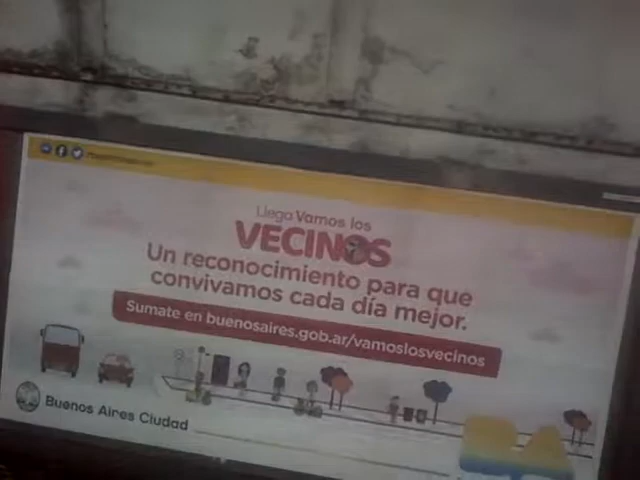 Llega Vamos los
VECINOS
Un reconocimiento para que
convivamos cada día mejor.
Sumate en buenosaires.gob.ar/vamoslosvecinos
Buenos Aires Ciudad